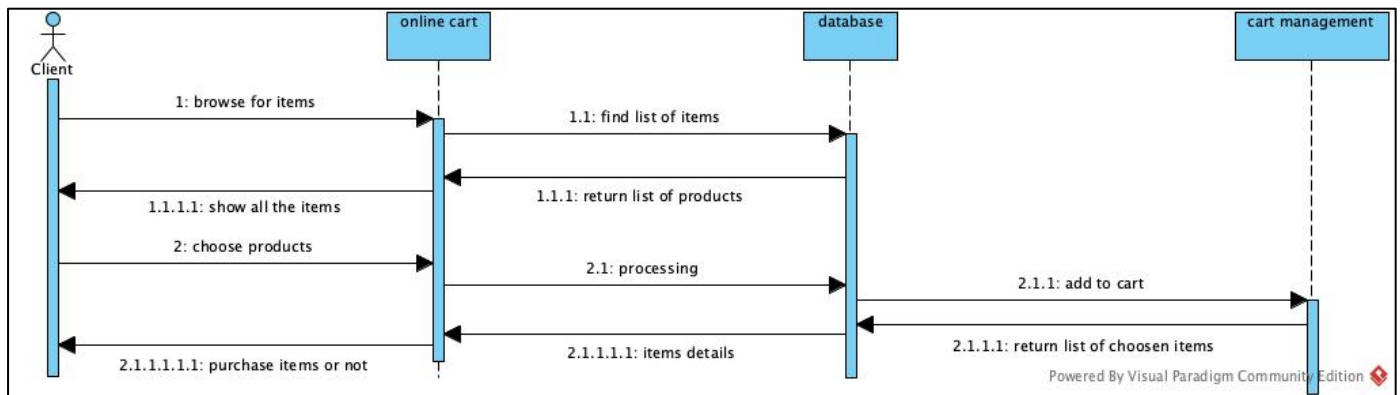 online cart
database
cart management
Client
1: browse for items
1.1: find list of items
1.1.1: return list of products
1.1.1.1: show all the items
2: choose products
2.1: processing
2.1.1: add to cart
2.1.1.1: return list of choosen items
2.1.1.1.1: items details
2.1.1.1.1.1: purchase items or not
Powered By Visual Paradigm Community Edition